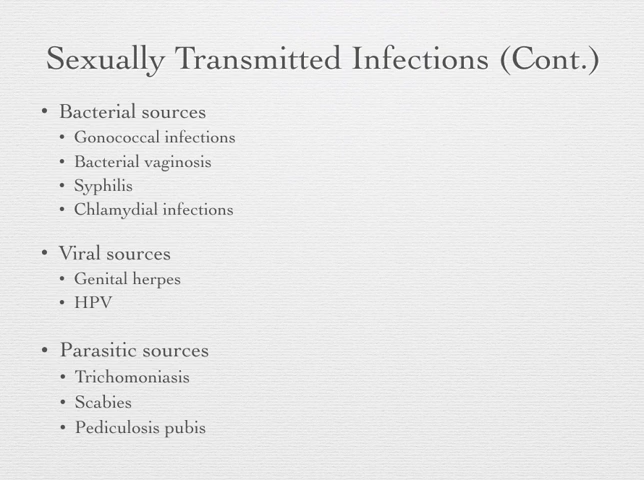 Sexually Transmitted Infections (Cont.)
• Bacterial sources
• Gonococcal infections
• Bacterial vaginosis
• Syphilis
• Chlamydial infections
• Viral sources
• Genital herpes
• HPV
• Parasitic sources
• Trichomoniasis
• Scabies
• Pediculosis pubis